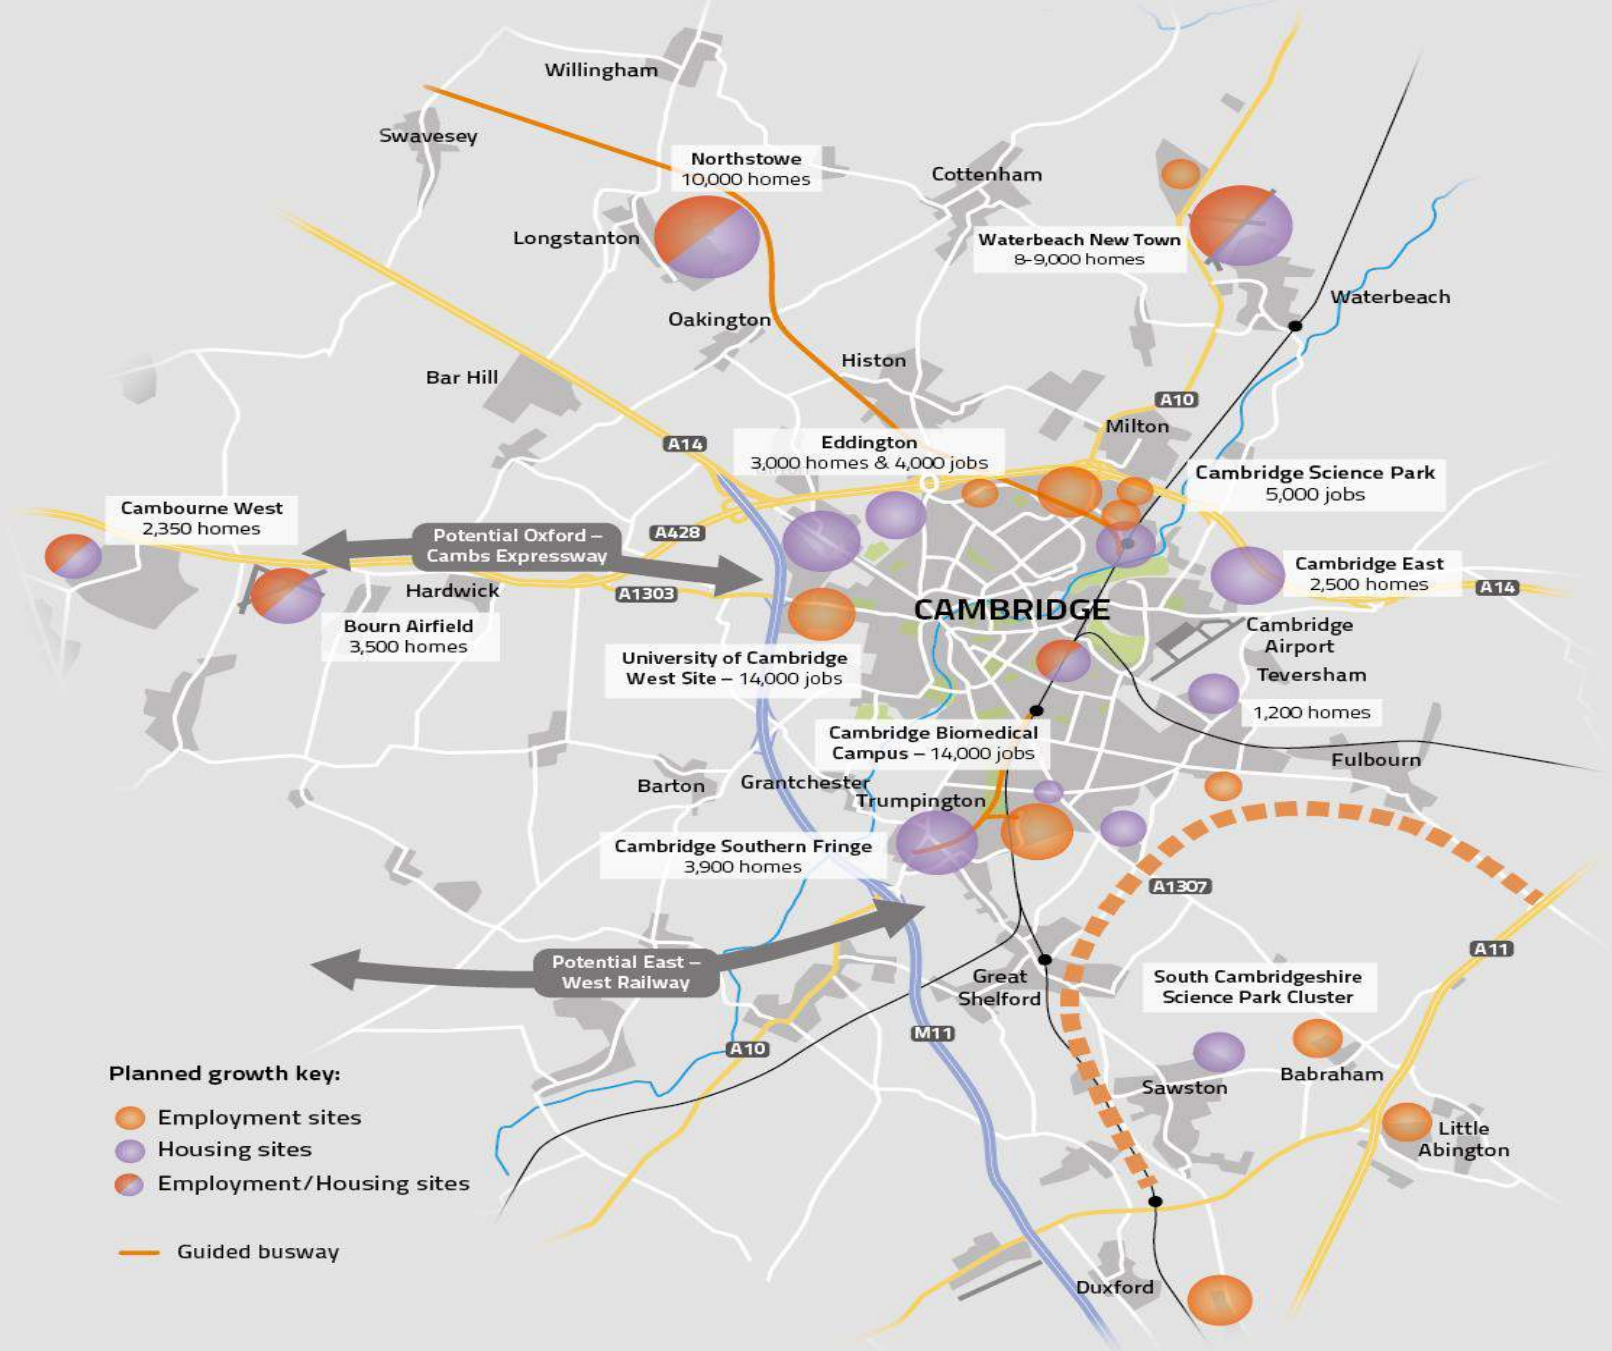 Willingham
Swavesey
Northstowe
10,000 homes
Cottenham
Longstanton
Waterbeach New Town
8-9,000 homes
Waterbeach
Oakington
Histon
Bar Hill
A10
Milton
A14
Eddington
3,000 homes & 4,000 jobs
Cambridge Science Park
5,000 jobs
Cambourne West
2,350 homes
Potential Oxford –
Cambs Expressway
A428
Cambridge East
2,500 homes
A14
Hardwick
A1303
CAMBRIDGE
Bourn Airfield
3,500 homes
Cambridge
Airport
University of Cambridge
West Site – 14,000 jobs
Teversham
1,200 homes
Cambridge Biomedical
Campus – 14,000 jobs
Fulbourn
Barton
Grantchester
Trumpington
Cambridge Southern Fringe
3,900 homes
A1307
A11
Potential East –
West Railway
Great
Shelford
South Cambridgeshire
Science Park Cluster
M11
A10
Planned growth key:
Employment sites
Housing sites
Employment/Housing sites
Guided busway
Sawston
Babraham
Little
Abington
Duxford